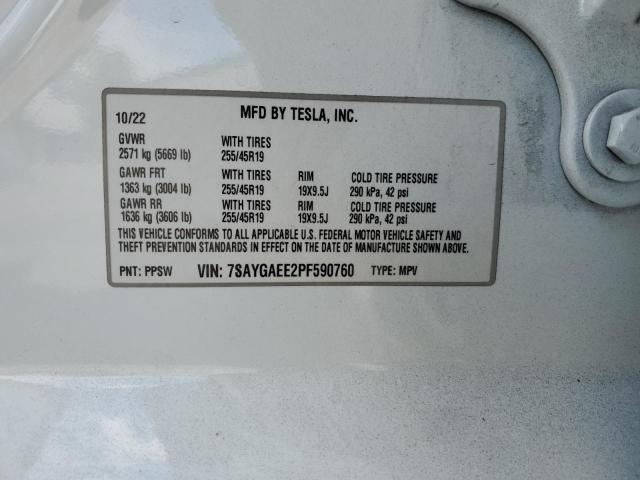 10/22 MFD BY TESLA, INC.
GVWR WITH TIRES
2571 kg (5669 lb) 255/45R19
GAWR FRT WITH TIRES RIM COLD TIRE PRESSURE
1363 kg (3004 lb) 255/45R19 19X9.5J 290 kPa, 42 psi
GAWR RR WITH TIRES RIM COLD TIRE PRESSURE
1636 kg (3606 lb) 255/45R19 19X9.5J 290 kPa, 42 psi
THIS VEHICLE CONFORMS TO ALL APPLICABLE U.S. FEDERAL MOTOR VEHICLE SAFETY AND
THEFT PREVENTION STANDARDS IN EFFECT ON THE DATE OF MANUFACTURE SHOWN ABOVE.
PNT: PPSW VIN: 7SAYGAEE2PF590760 TYPE: MPV